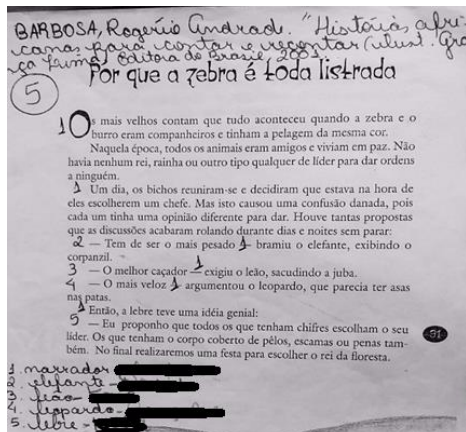 BARBOSA, Rogério Andrad. "Histórias afri
canas para contar e recontar (ilust. Gra
ça Lima) Editora do Brasil 2001
Por que a zebra é toda listrada
5
1 Os mais velhos contam que tudo aconteceu quando a zebra e o
burro eram companheiros e tinham a pelagem da mesma cor.
Naquela época, todos os animais eram amigos e viviam em paz. Não
havia nenhum rei, rainha ou outro tipo qualquer de líder para dar ordens
a ninguém.
1 Um dia, os bichos reuniram-se e decidiram que estava na hora de
eles escolherem um chefe. Mas isto causou uma confusão danada, pois
cada um tinha uma opinião diferente para dar. Houve tantas propostas
que as discussões acabaram rolando durante dias e noites sem parar:
2 — Tem de ser o mais pesado 1— bramiu o elefante, exibindo o
corpanzil.
3 — O melhor caçador 1— exigiu o leão, sacudindo a juba.
4 — O mais veloz 1— argumentou o leopardo, que parecia ter asas
nas patas.
1 Então, a lebre teve uma idéia genial:
5 — Eu proponho que todos os que tenham chifres escolham o seu
líder. Os que tenham o corpo coberto de pêlos, escamas ou penas tam-
bém. No final realizaremos uma festa para escolher o rei da floresta.
31
1. narrador
2. elefante -
3. leão -
4. leopardo -
5. lebre -